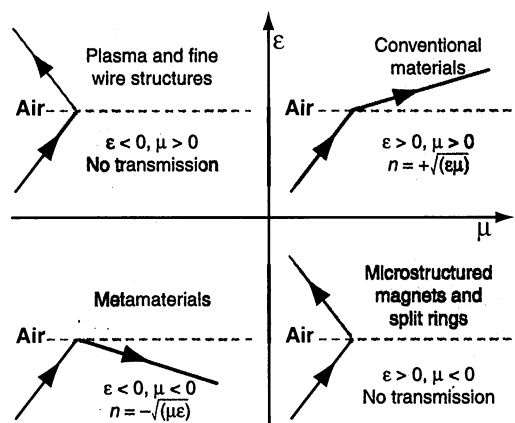 ε
Plasma and fine
wire structures
Air
ε < 0, μ > 0
No transmission
Conventional
materials
Air
ε > 0, μ > 0
n = +√(εμ)
μ
Metamaterials
Air
ε < 0, μ < 0
n = −√(με)
Microstructured
magnets and
split rings
Air
ε > 0, μ < 0
No transmission